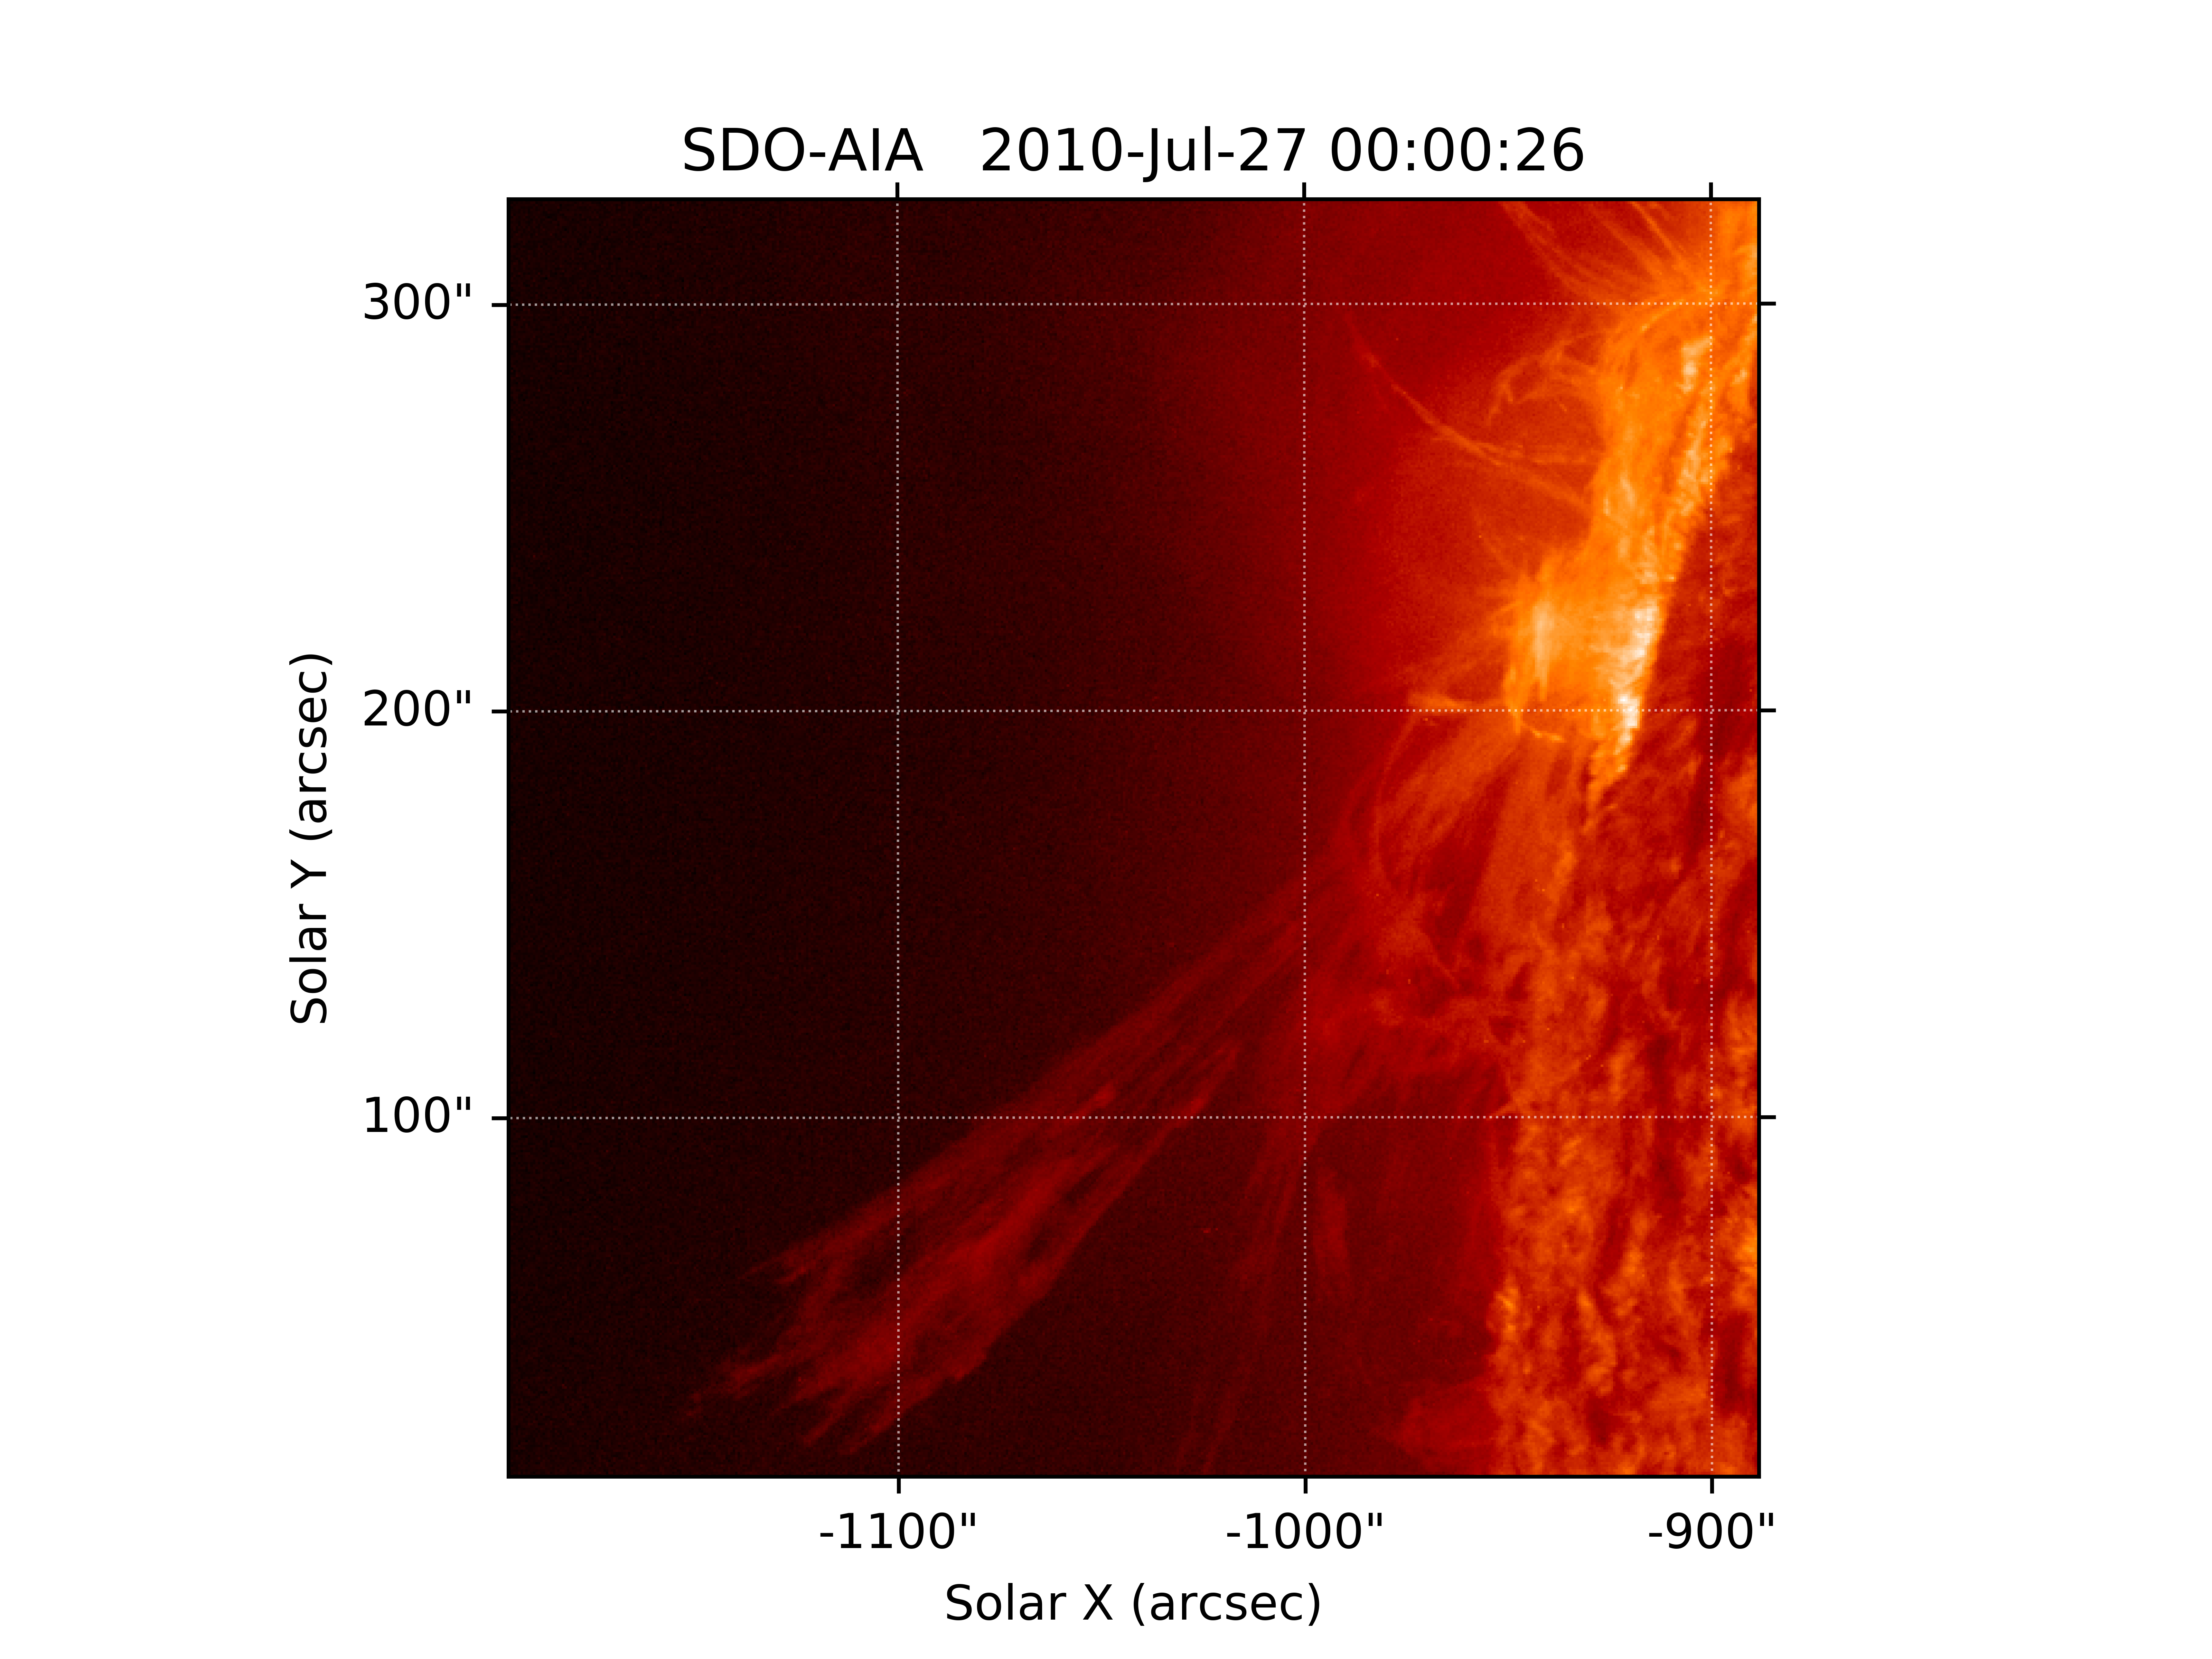 SDO-AIA   2010-Jul-27 00:00:26
300"
200"
100"
Solar Y (arcsec)
-1100"
-1000"
-900"
Solar X (arcsec)